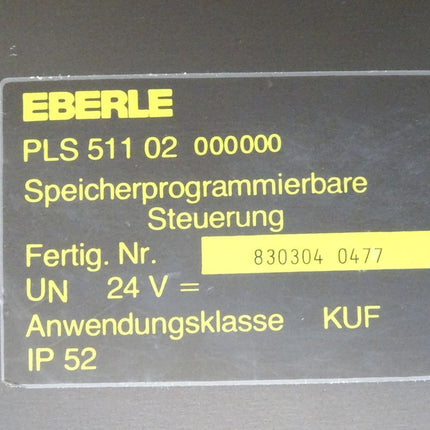 EBERLE
PLS 511 02 000000
Speicherprogrammierbare
Steuerung
Fertig. Nr. 830304 0477
UN 24 V =
Anwendungsklasse KUF
IP 52